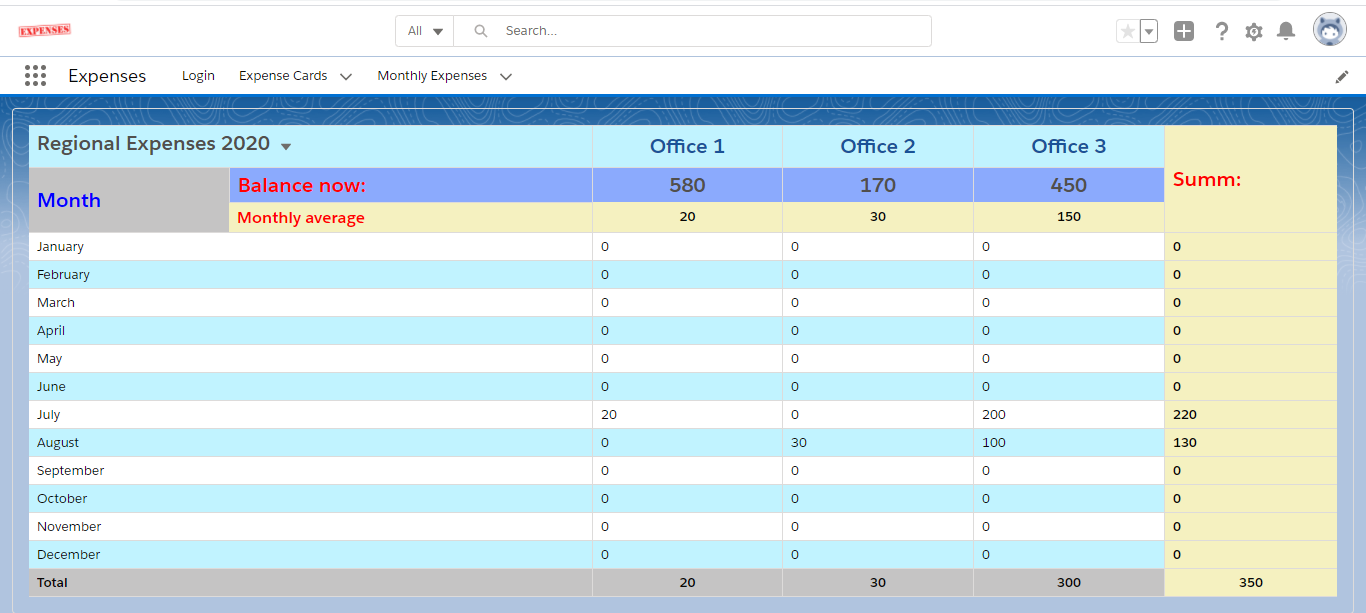 EXPENSES
All Search...
Expenses Login Expense Cards Monthly Expenses
Regional Expenses 2020 Office 1 Office 2 Office 3 Summ:
Month Balance now: 580 170 450
Monthly average 20 30 150
January 0 0 0 0
February 0 0 0 0
March 0 0 0 0
April 0 0 0 0
May 0 0 0 0
June 0 0 0 0
July 20 0 200 220
August 0 30 100 130
September 0 0 0 0
October 0 0 0 0
November 0 0 0 0
December 0 0 0 0
Total 20 30 300 350